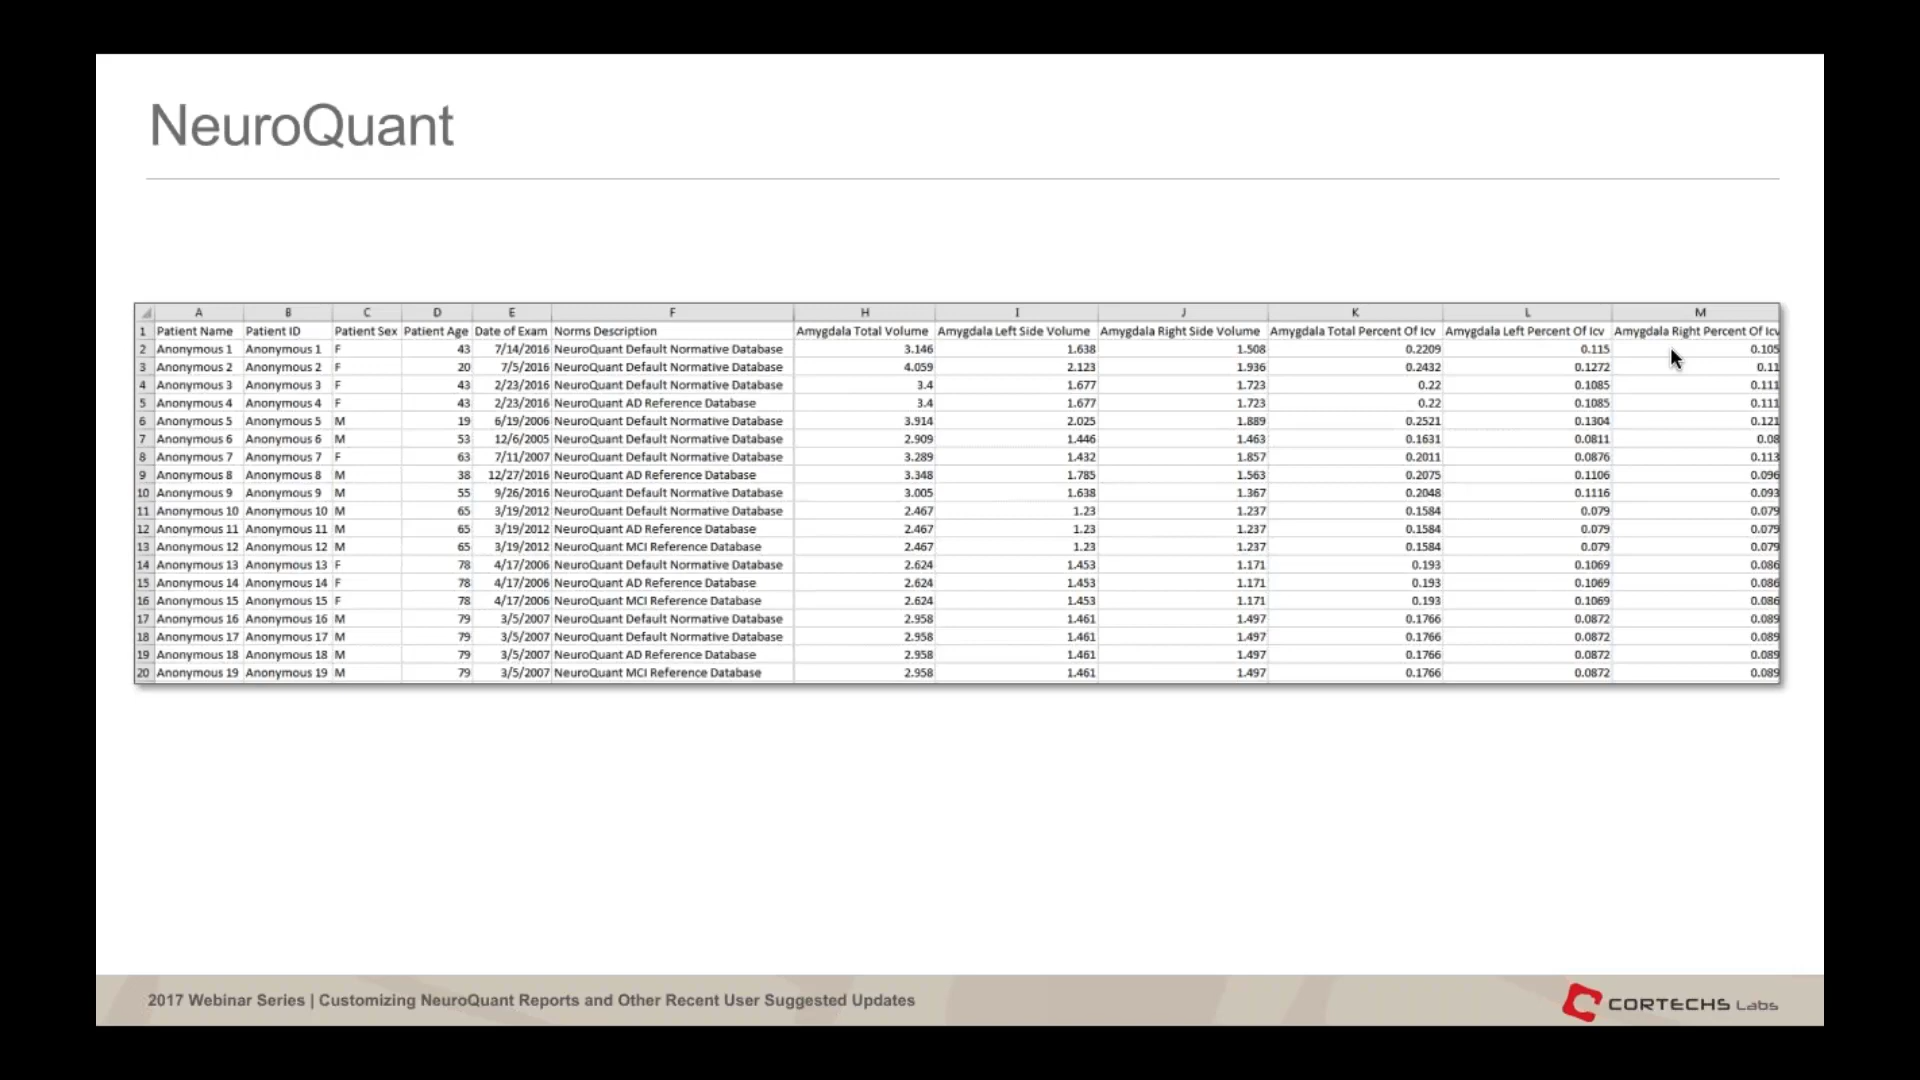 NeuroQuant
A B C D E F H I J K L M
1 Patient Name Patient ID Patient Sex Patient Age Date of Exam Norms Description Amygdala Total Volume Amygdala Left Side Volume Amygdala Right Side Volume Amygdala Total Percent Of Icv Amygdala Left Percent Of Icv Amygdala Right Percent Of Icv
2 Anonymous 1 Anonymous 1 F 43 7/14/2016 NeuroQuant Default Normative Database 3.146 1.638 1.508 0.2209 0.115 0.105
3 Anonymous 2 Anonymous 2 F 20 7/5/2016 NeuroQuant Default Normative Database 4.059 2.123 1.936 0.2432 0.1272 0.11
4 Anonymous 3 Anonymous 3 F 43 2/23/2016 NeuroQuant Default Normative Database 3.4 1.677 1.723 0.22 0.1085 0.111
5 Anonymous 4 Anonymous 4 F 43 2/23/2016 NeuroQuant AD Reference Database 3.4 1.677 1.723 0.22 0.1085 0.111
6 Anonymous 5 Anonymous 5 M 19 6/19/2006 NeuroQuant Default Normative Database 3.914 2.025 1.889 0.2521 0.1304 0.121
7 Anonymous 6 Anonymous 6 M 53 12/6/2005 NeuroQuant Default Normative Database 2.909 1.446 1.463 0.1631 0.0811 0.08
8 Anonymous 7 Anonymous 7 F 63 7/11/2007 NeuroQuant Default Normative Database 3.289 1.432 1.857 0.2011 0.0876 0.113
9 Anonymous 8 Anonymous 8 M 38 12/27/2016 NeuroQuant AD Reference Database 3.348 1.785 1.563 0.2075 0.1106 0.096
10 Anonymous 9 Anonymous 9 M 55 9/26/2016 NeuroQuant Default Normative Database 3.005 1.638 1.367 0.2048 0.1116 0.093
11 Anonymous 10 Anonymous 10 M 65 3/19/2012 NeuroQuant Default Normative Database 2.467 1.23 1.237 0.1584 0.079 0.079
12 Anonymous 11 Anonymous 11 M 65 3/19/2012 NeuroQuant AD Reference Database 2.467 1.23 1.237 0.1584 0.079 0.079
13 Anonymous 12 Anonymous 12 M 65 3/19/2012 NeuroQuant MCI Reference Database 2.467 1.23 1.237 0.1584 0.079 0.079
14 Anonymous 13 Anonymous 13 F 78 4/17/2006 NeuroQuant Default Normative Database 2.624 1.453 1.171 0.193 0.1069 0.086
15 Anonymous 14 Anonymous 14 F 78 4/17/2006 NeuroQuant AD Reference Database 2.624 1.453 1.171 0.193 0.1069 0.086
16 Anonymous 15 Anonymous 15 F 78 4/17/2006 NeuroQuant MCI Reference Database 2.624 1.453 1.171 0.193 0.1069 0.086
17 Anonymous 16 Anonymous 16 M 79 3/5/2007 NeuroQuant Default Normative Database 2.958 1.461 1.497 0.1766 0.0872 0.089
18 Anonymous 17 Anonymous 17 M 79 3/5/2007 NeuroQuant Default Normative Database 2.958 1.461 1.497 0.1766 0.0872 0.089
19 Anonymous 18 Anonymous 18 M 79 3/5/2007 NeuroQuant AD Reference Database 2.958 1.461 1.497 0.1766 0.0872 0.089
20 Anonymous 19 Anonymous 19 M 79 3/5/2007 NeuroQuant MCI Reference Database 2.958 1.461 1.497 0.1766 0.0872 0.089
2017 Webinar Series | Customizing NeuroQuant Reports and Other Recent User Suggested Updates
CORTECHS Labs